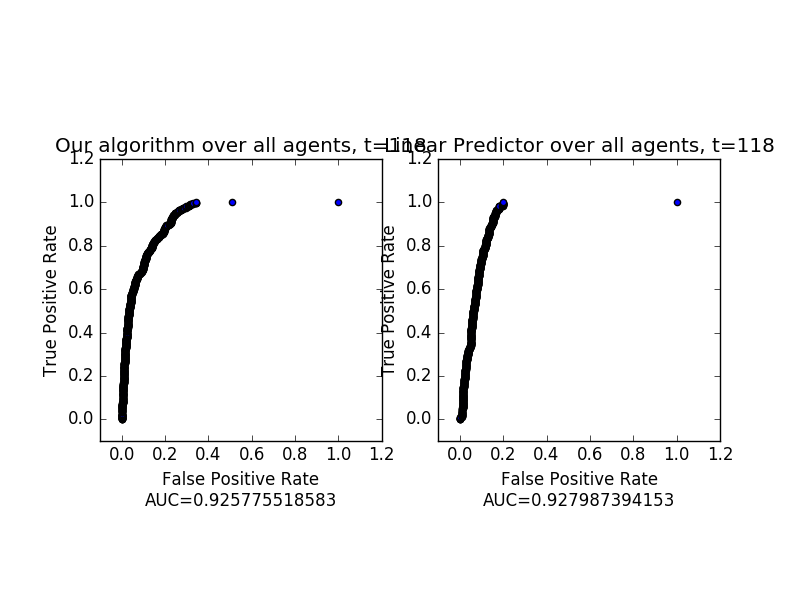 Our algorithm over all agents, t=118
Linear Predictor over all agents, t=118
1.2
1.0
0.8
0.6
0.4
0.2
0.0
True Positive Rate
0.0 0.2 0.4 0.6 0.8 1.0 1.2
False Positive Rate
AUC=0.925775518583
1.2
1.0
0.8
0.6
0.4
0.2
0.0
True Positive Rate
0.0 0.2 0.4 0.6 0.8 1.0 1.2
False Positive Rate
AUC=0.927987394153